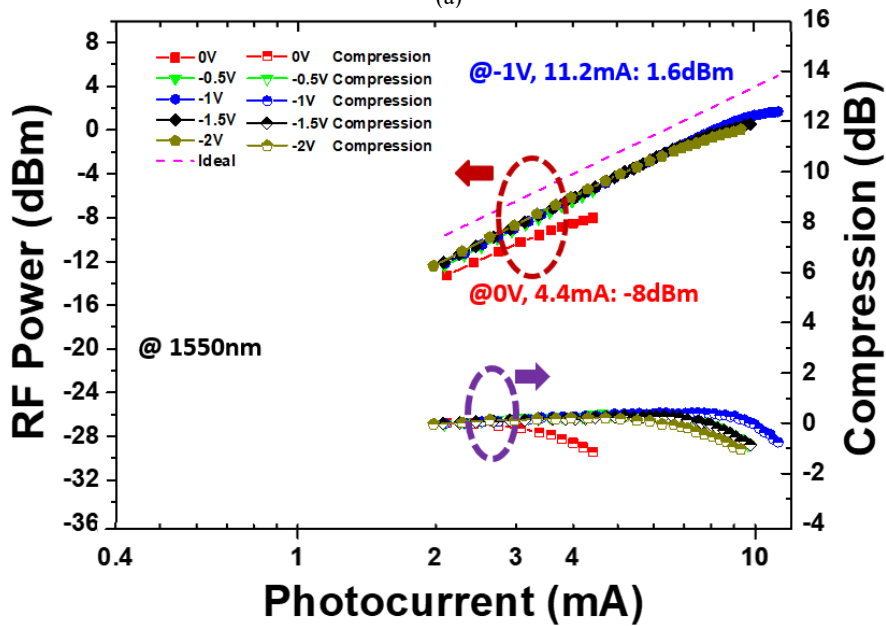 (a)
8
4
0
-4
-8
-12
-16
-20
-24
-28
-32
-36
RF Power (dBm)
0V
-0.5V
-1V
-1.5V
-2V
Ideal
0V Compression
-0.5V Compression
-1V Compression
-1.5V Compression
-2V Compression
@-1V, 11.2mA: 1.6dBm
@0V, 4.4mA: -8dBm
@ 1550nm
16
14
12
10
8
6
4
2
0
-2
-4
Compression (dB)
0.4
1
2
3
4
10
Photocurrent (mA)